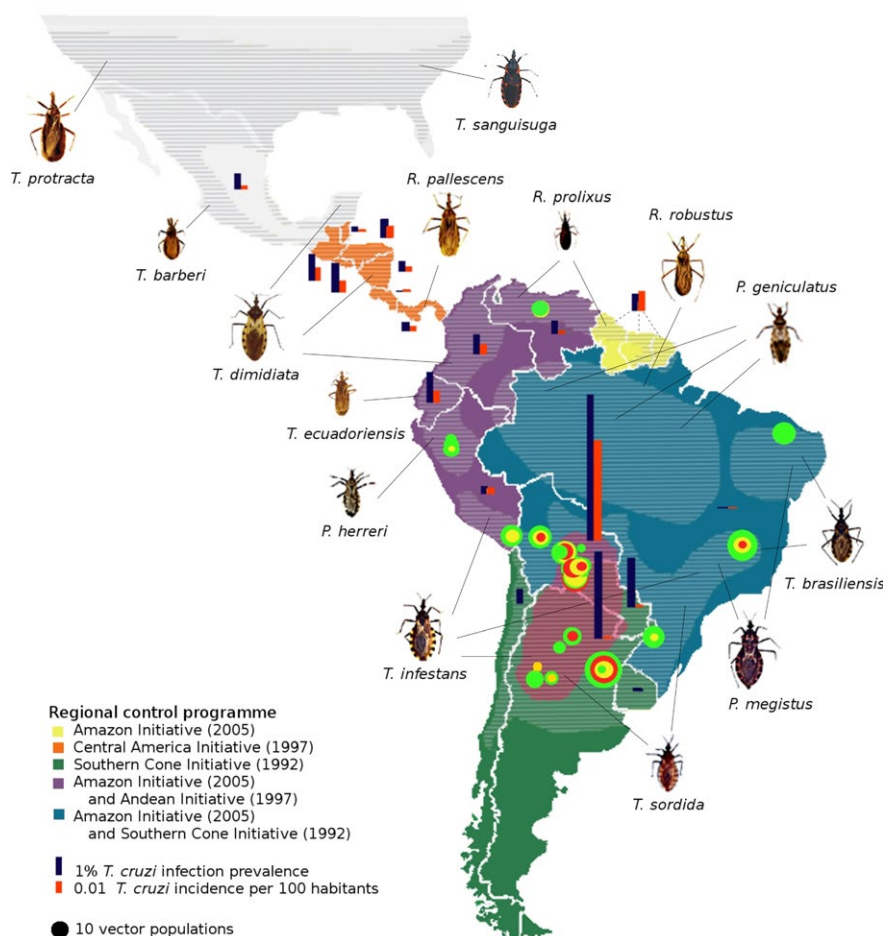 T. sanguisuga
T. protracta
R. pallescens
R. prolixus
R. robustus
T. barberi
P. geniculatus
T. dimidiata
T. ecuadoriensis
P. herreri
T. brasiliensis
T. infestans
P. megistus
T. sordida
Regional control programme
Amazon Initiative (2005)
Central America Initiative (1997)
Southern Cone Initiative (1992)
Amazon Initiative (2005)
and Andean Initiative (1997)
Amazon Initiative (2005)
and Southern Cone Initiative (1992)
1% T. cruzi infection prevalence
0.01 T. cruzi incidence per 100 habitants
10 vector populations